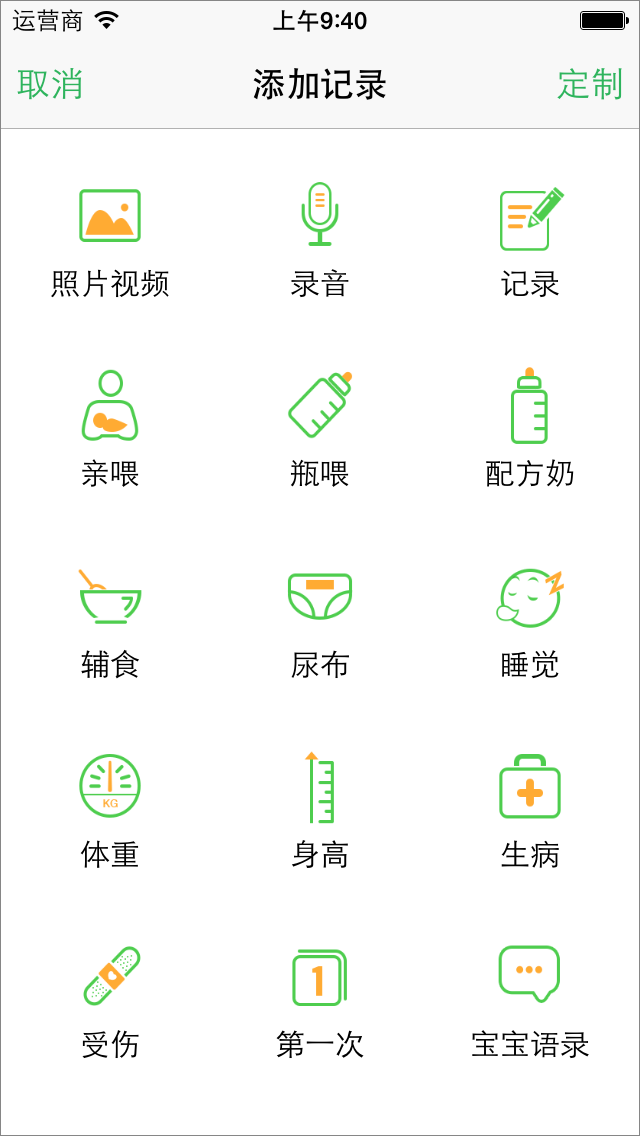 运营商 上午9:40
取消 添加记录 定制
照片视频 录音 记录
亲喂 瓶喂 配方奶
辅食 尿布 睡觉
KG
体重 身高 生病
1
受伤 第一次 宝宝语录